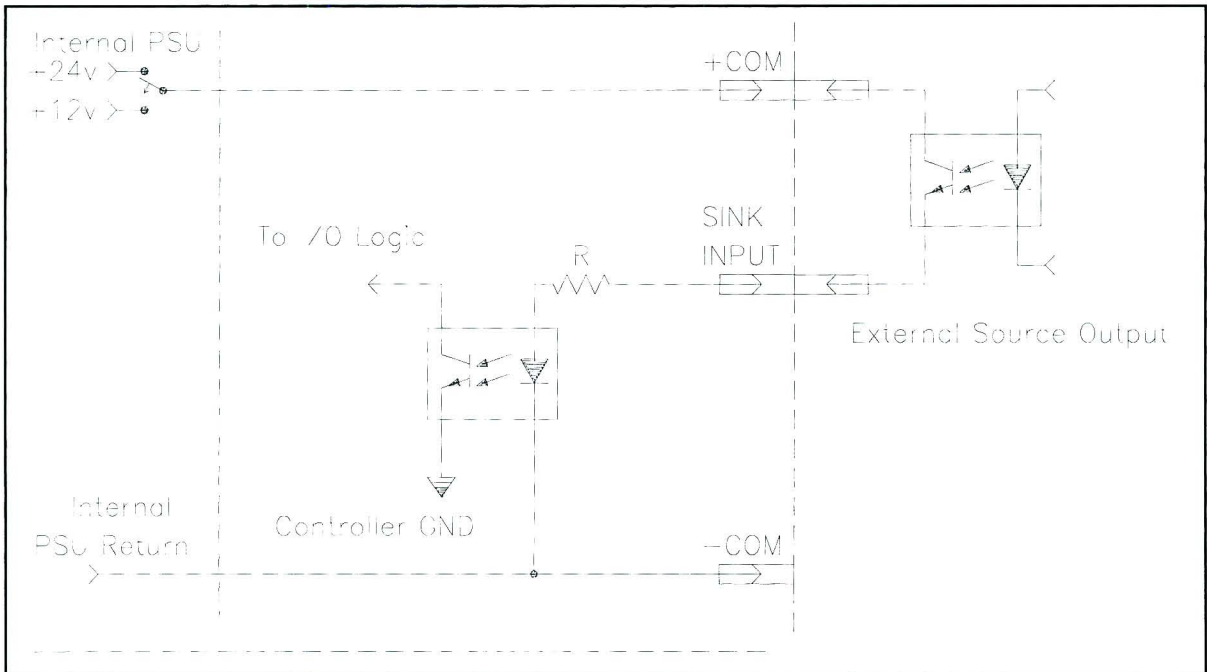 Internal PSU
+24v
+12v
+COM
SINK
INPUT
To I/O Logic
R
External Source Output
Internal
PSU Return
Controller GND
-COM